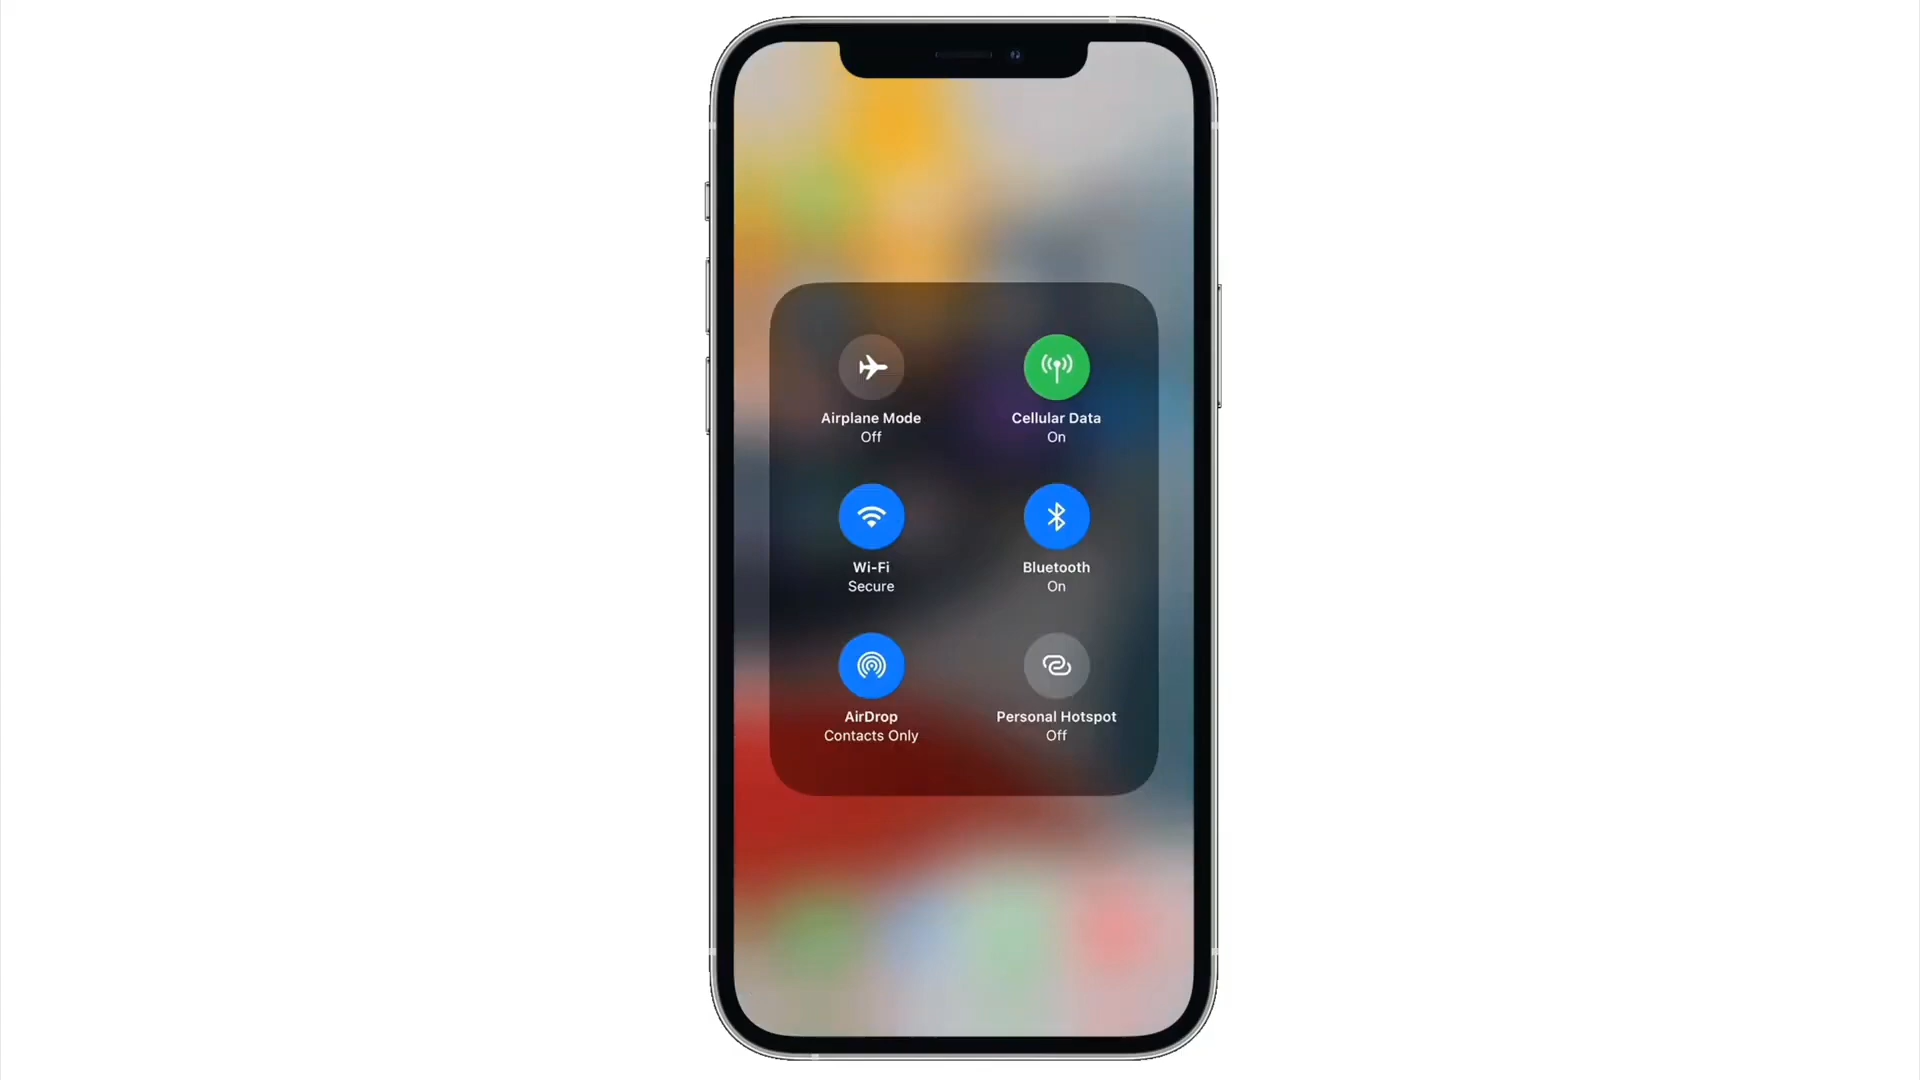 Airplane Mode
Off
Cellular Data
On
Wi-Fi
Secure
Bluetooth
On
AirDrop
Contacts Only
Personal Hotspot
Off